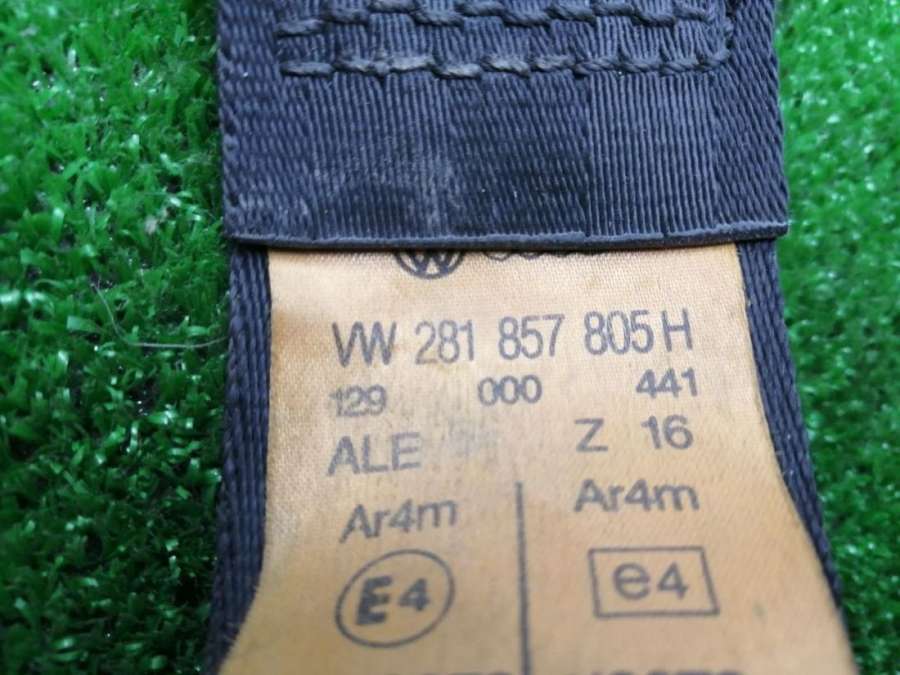 VW 281 857 805 H
129 000 441
ALE Z 16
Ar4m Ar4m
E4 e4